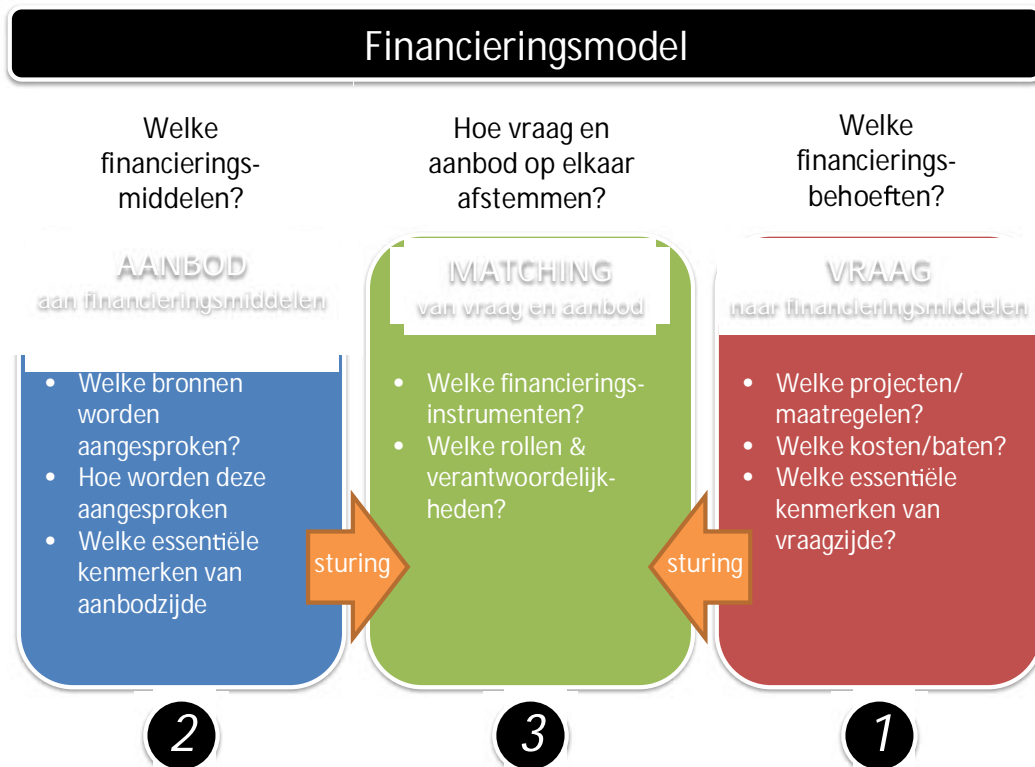 Financieringsmodel
Welke
financierings-
middelen?
AANBOD
aan financieringsmiddelen
• Welke bronnen
worden
aangesproken?
• Hoe worden deze
aangesproken
• Welke essentiële
kenmerken van
aanbodzijde
sturing
2
Hoe vraag en
aanbod op elkaar
afstemmen?
MATCHING
van vraag en aanbod
• Welke financierings-
instrumenten?
• Welke rollen &
verantwoordelijk-
heden?
3
Welke
financierings-
behoeften?
VRAAG
naar financieringsmiddelen
• Welke projecten/
maatregelen?
• Welke kosten/baten?
• Welke essentiële
kenmerken van
vraagzijde?
sturing
1